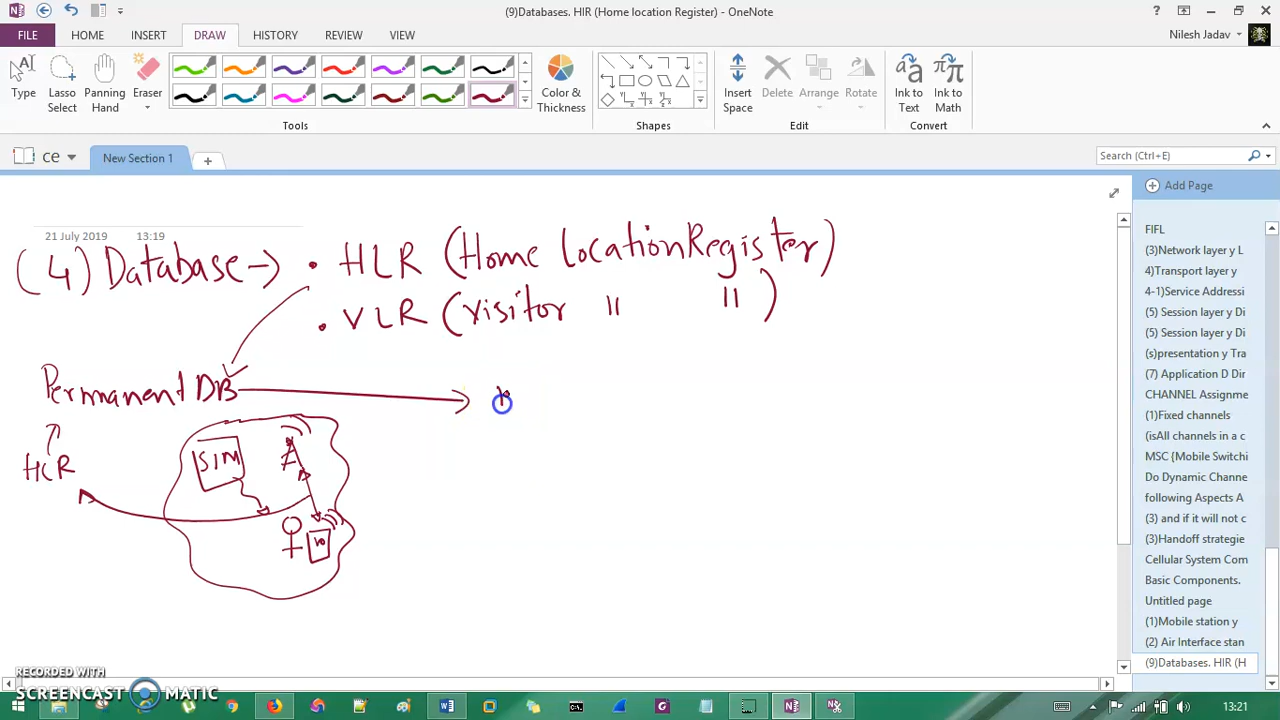 (9)Databases. HIR (Home location Register) - OneNote
FILE HOME INSERT DRAW HISTORY REVIEW VIEW
Nilesh Jadav
Type
Lasso Select
Panning Hand
Eraser
Color & Thickness
Insert Space
Delete
Arrange
Rotate
Ink to Text
Ink to Math
Tools
Shapes
Edit
Convert
ce
New Section 1
Search (Ctrl+E)
Add Page
21 July 2019 13:19
(4) Database → • HLR (Home locationRegister)
• VLR (visitor " ")
Permanent DB
HLR
SIM
FIFL
(3)Network layer y L
4)Transport layer y
4-1)Service Addressi
(5) Session layer y Di
(6) Session layer y Di
(s)presentation y Tra
(7) Application D Dir
(1)Fixed channels
(isAll channels in a c
MSC {Mobile Switchi
Do Dynamic Channe
following Aspects A
(3) and if it will not c
(3)Handoff strategie
Cellular System Com
Basic Components.
Untitled page
(1)Mobile station y
(2) Air Interface stan
(9)Databases. HIR (H
RECORDED WITH
SCREENCAST MATIC
13:21